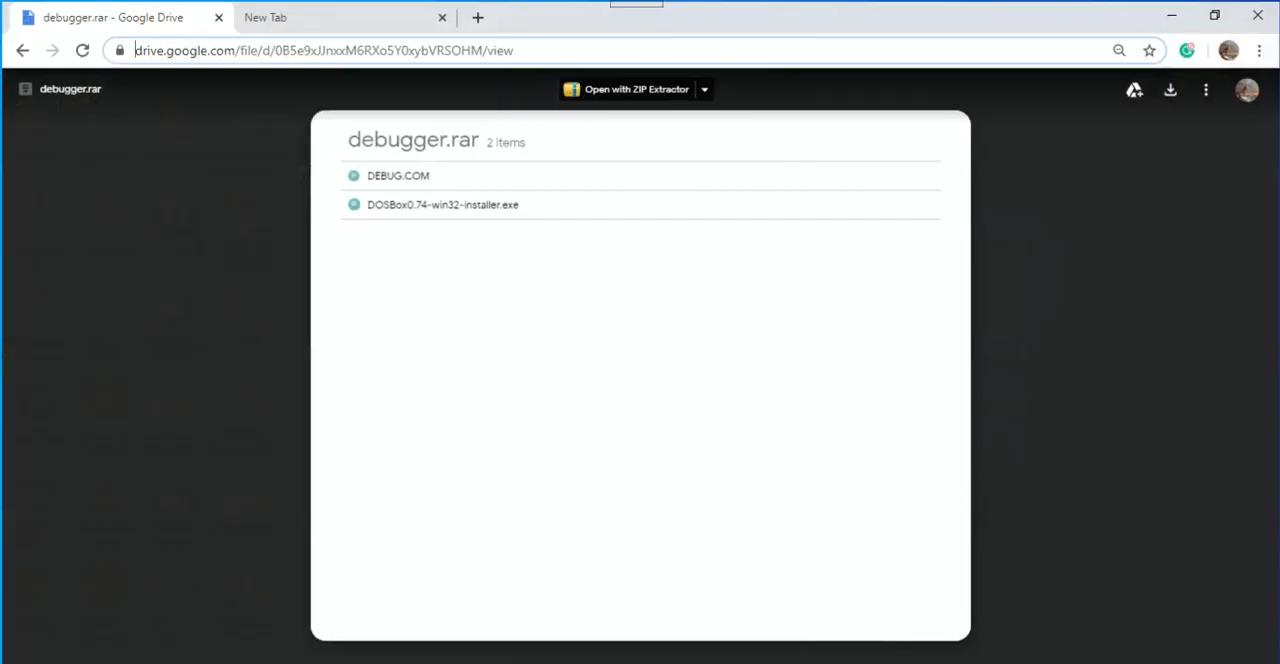 debugger.rar - Google Drive
New Tab
drive.google.com/file/d/0B5e9xJJnxxM6RXo5Y0xybVRSOHM/view
debugger.rar
Open with ZIP Extractor
debugger.rar 2 items
DEBUG.COM
DOSBox0.74-win32-installer.exe